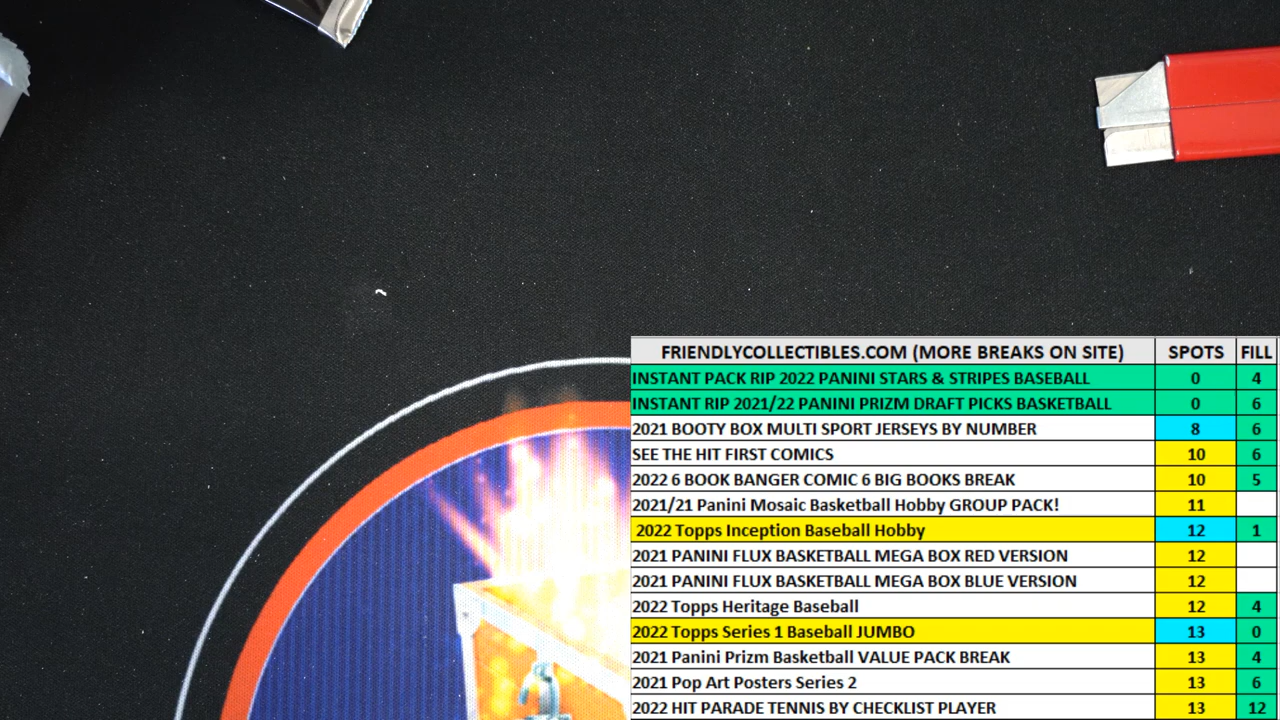 FRIENDLYCOLLECTIBLES.COM (MORE BREAKS ON SITE) SPOTS FILL
INSTANT PACK RIP 2022 PANINI STARS & STRIPES BASEBALL 0 4
INSTANT RIP 2021/22 PANINI PRIZM DRAFT PICKS BASKETBALL 0 6
2021 BOOTY BOX MULTI SPORT JERSEYS BY NUMBER 8 6
SEE THE HIT FIRST COMICS 10 6
2022 6 BOOK BANGER COMIC 6 BIG BOOKS BREAK 10 5
2021/21 Panini Mosaic Basketball Hobby GROUP PACK! 11
2022 Topps Inception Baseball Hobby 12 1
2021 PANINI FLUX BASKETBALL MEGA BOX RED VERSION 12
2021 PANINI FLUX BASKETBALL MEGA BOX BLUE VERSION 12
2022 Topps Heritage Baseball 12 4
2022 Topps Series 1 Baseball JUMBO 13 0
2021 Panini Prizm Basketball VALUE PACK BREAK 13 4
2021 Pop Art Posters Series 2 13 6
2022 HIT PARADE TENNIS BY CHECKLIST PLAYER 13 12